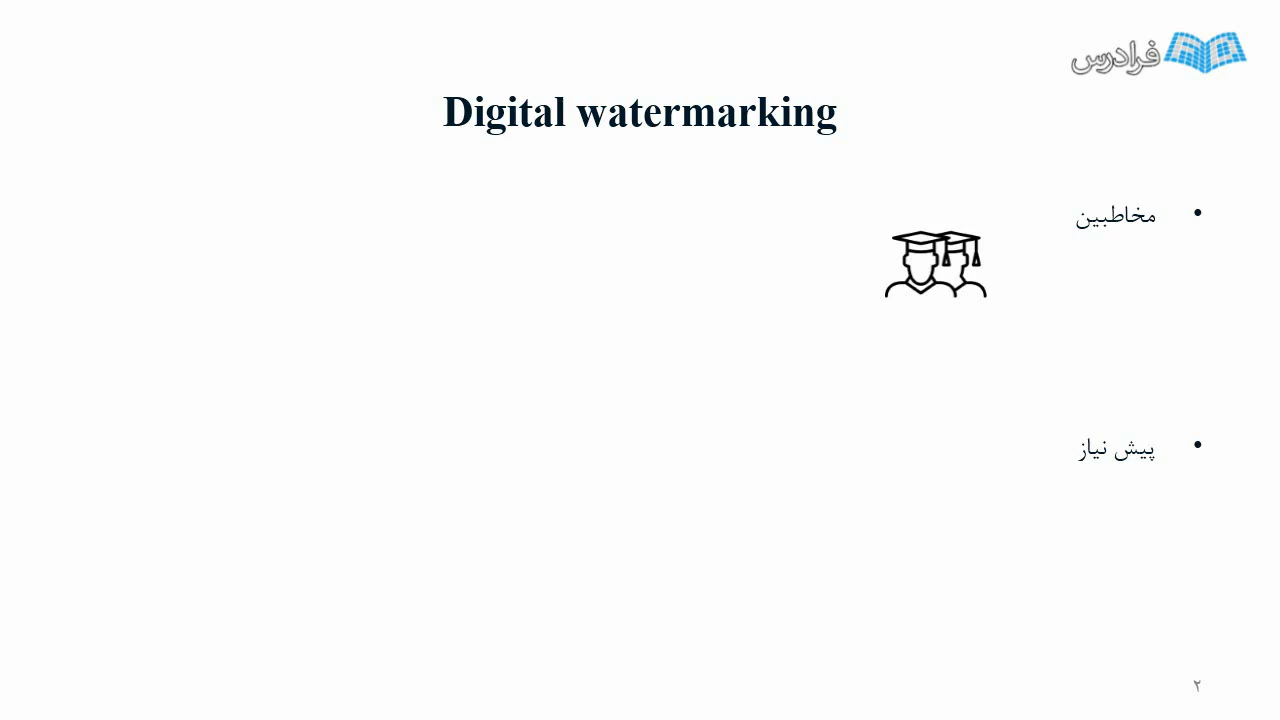 فرادرس
Digital watermarking
• مخاطبین
• پیش نیاز
۲